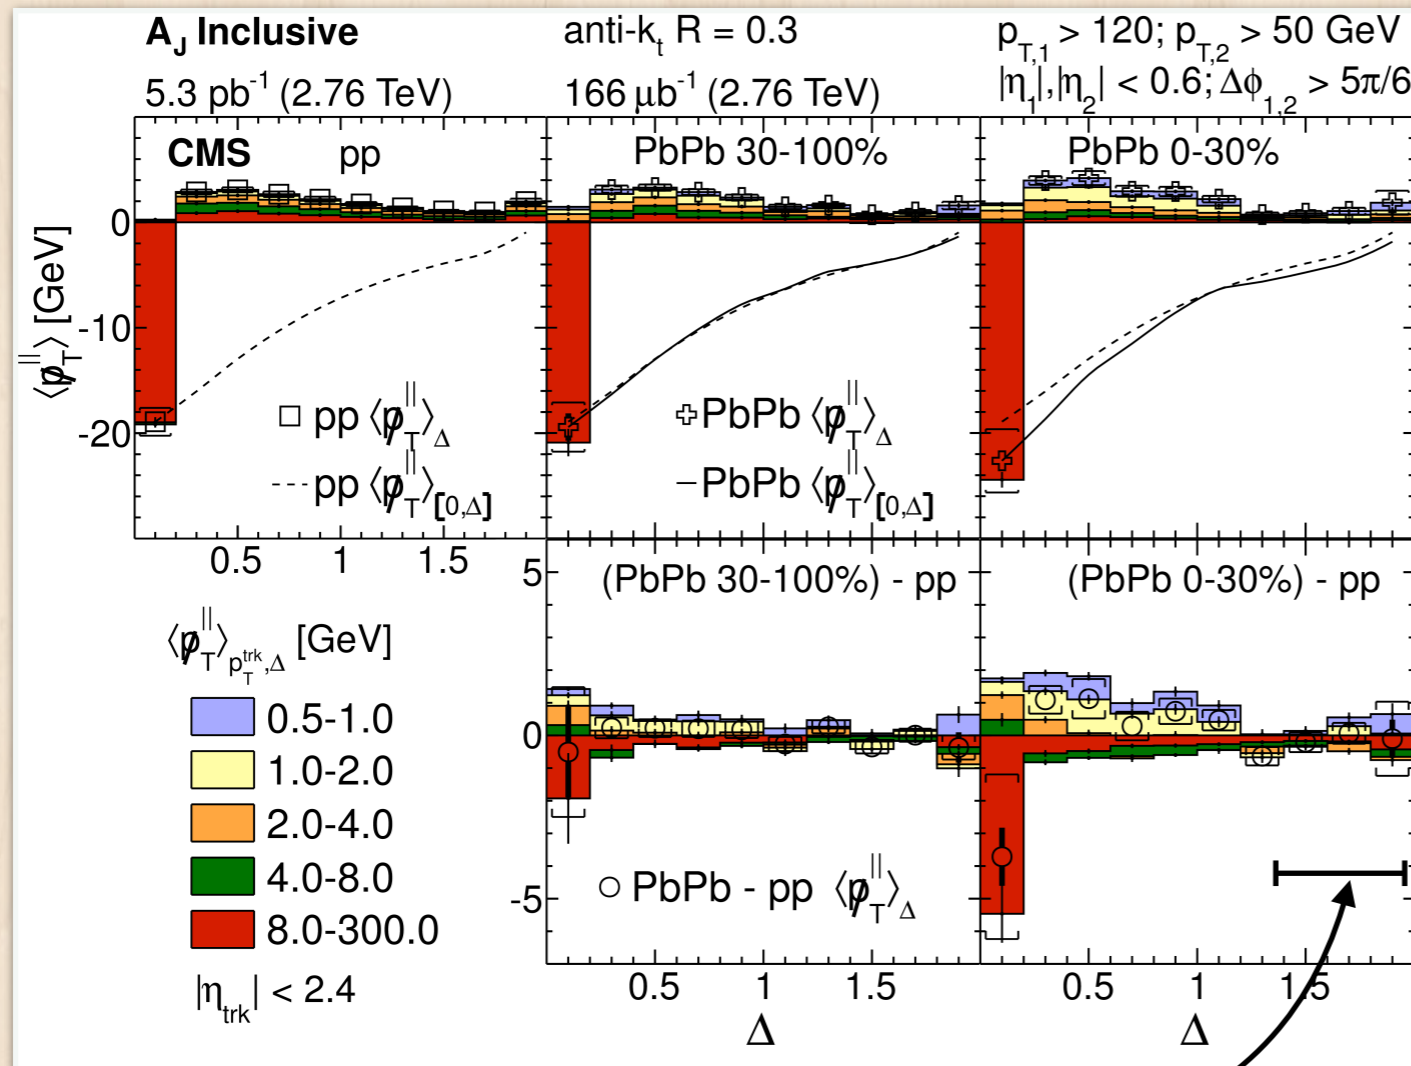 A_J Inclusive
anti-k_t R = 0.3
p_T,1 > 120; p_T,2 > 50 GeV
5.3 pb^-1 (2.76 TeV)
166 μb^-1 (2.76 TeV)
|η_1|,|η_2| < 0.6; Δϕ_1,2 > 5π/6
CMS pp
PbPb 30-100%
PbPb 0-30%
0
-10
-20
⟨p̸_T^||⟩ [GeV]
pp ⟨p̸_T^||⟩_Δ
pp ⟨p̸_T^||⟩_[0,Δ]
PbPb ⟨p̸_T^||⟩_Δ
PbPb ⟨p̸_T^||⟩_[0,Δ]
0.5 1 1.5
(PbPb 30-100%) - pp
(PbPb 0-30%) - pp
5
0
-5
PbPb - pp ⟨p̸_T^||⟩_Δ
⟨p̸_T^||⟩_p_T^trk,Δ [GeV]
0.5-1.0
1.0-2.0
2.0-4.0
4.0-8.0
8.0-300.0
|η_trk| < 2.4
0.5 1 1.5
0.5 1 1.5
Δ
Δ